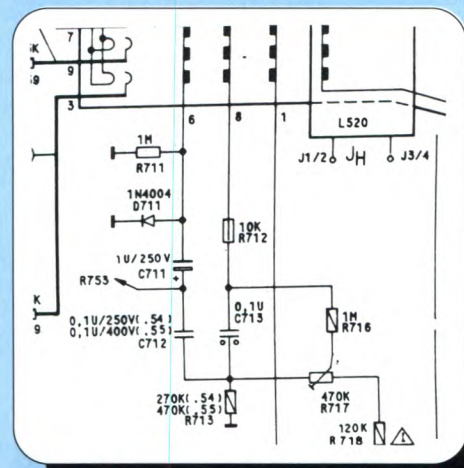 7
9
3
6
8
1
L520
J1/2
JH
J3/4
1M
R711
1N4004
D711
10K
R712
1U/250V
C711
R753
K
9
0,1U/250V(.54)
0,1U/400V(.55)
C712
0,1U
C713
1M
R716
270K(.54)
470K(.55)
R713
470K
R717
120K
R718